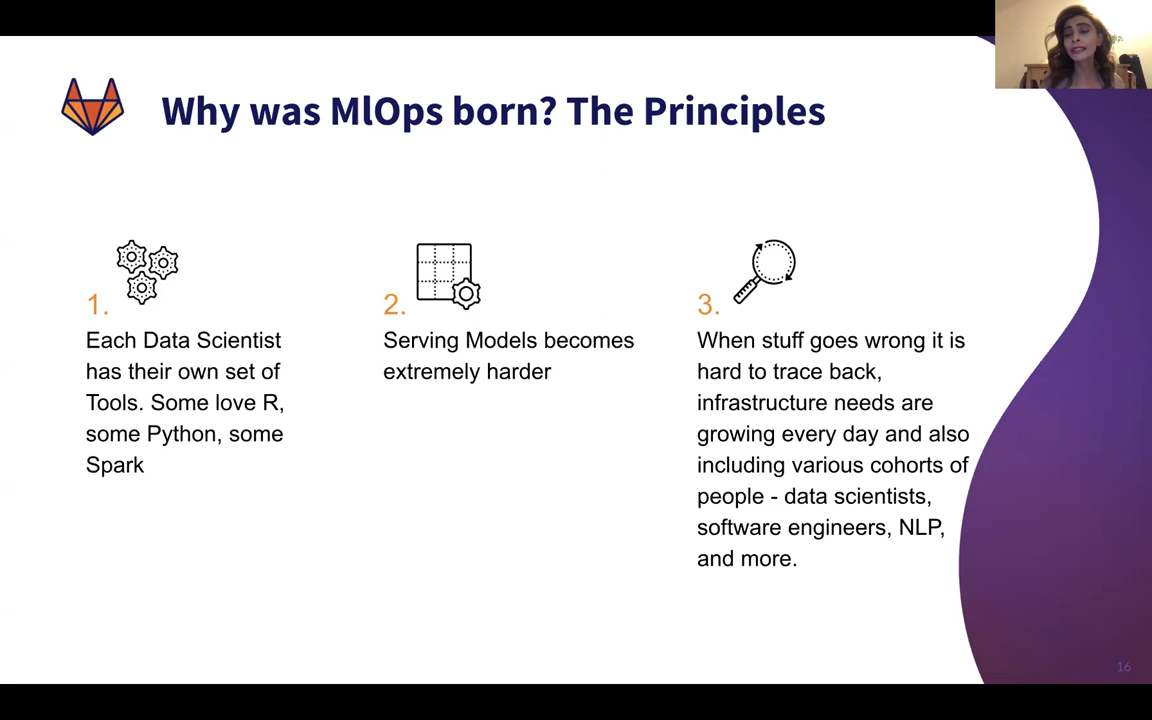 Why was MlOps born? The Principles
1.
Each Data Scientist
has their own set of
Tools. Some love R,
some Python, some
Spark
2.
Serving Models becomes
extremely harder
3.
When stuff goes wrong it is
hard to trace back,
infrastructure needs are
growing every day and also
including various cohorts of
people - data scientists,
software engineers, NLP,
and more.
16